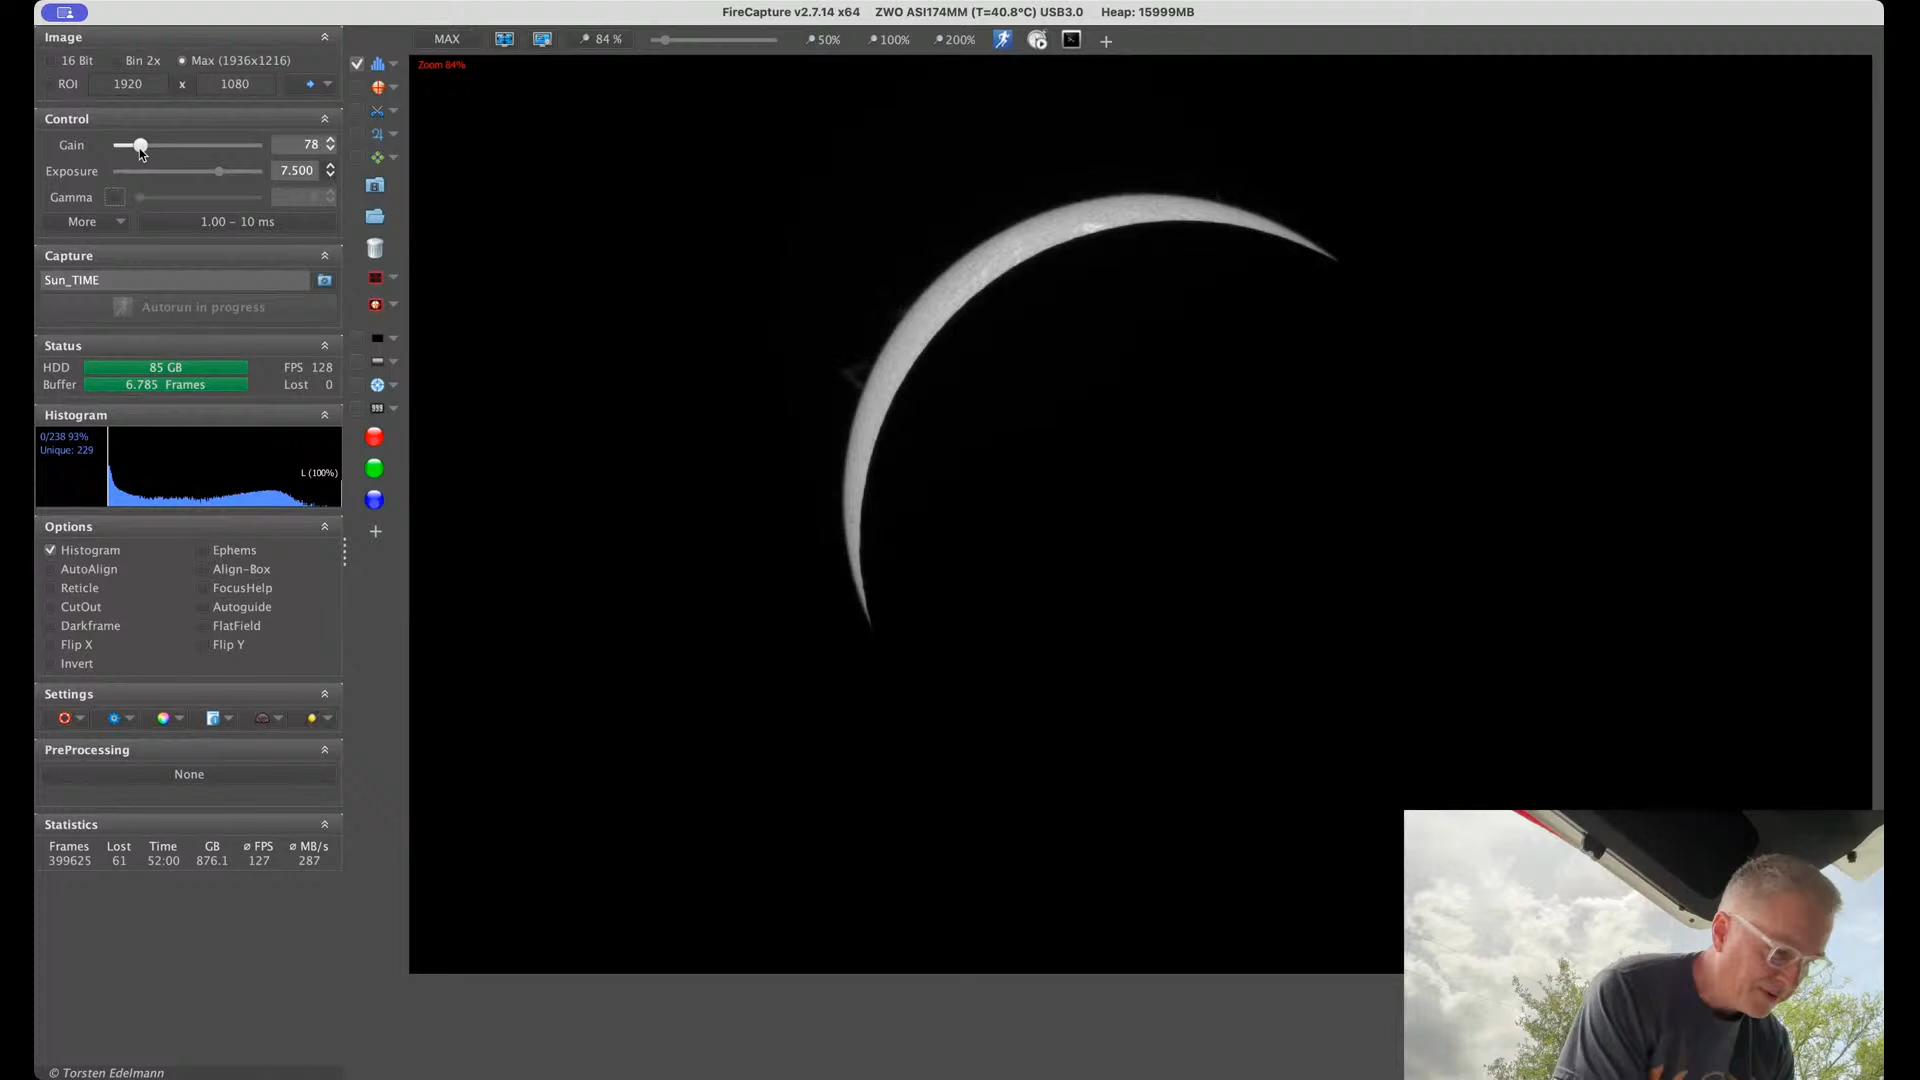 FireCapture v2.7.14 x64 ZWO ASI174MM (T=40.8°C) USB3.0 Heap: 15999MB
Image
16 Bit Bin 2x Max (1936x1216)
ROI 1920 x 1080
MAX 84 % 50% 100% 200%
Zoom 84%
Control
Gain 78
Exposure 7.500
Gamma
More 1.00 - 10 ms
Capture
Sun_TIME
Autorun in progress
Status
HDD 85 GB FPS 128
Buffer 6.785 Frames Lost 0
Histogram
0/238 93%
Unique: 229
L (100%)
Options
Histogram Ephems
AutoAlign Align-Box
Reticle FocusHelp
CutOut Autoguide
Darkframe FlatField
Flip X Flip Y
Invert
Settings
PreProcessing
None
Statistics
Frames Lost Time GB ø FPS ø MB/s
399625 61 52:00 876.1 127 287
© Torsten Edelmann